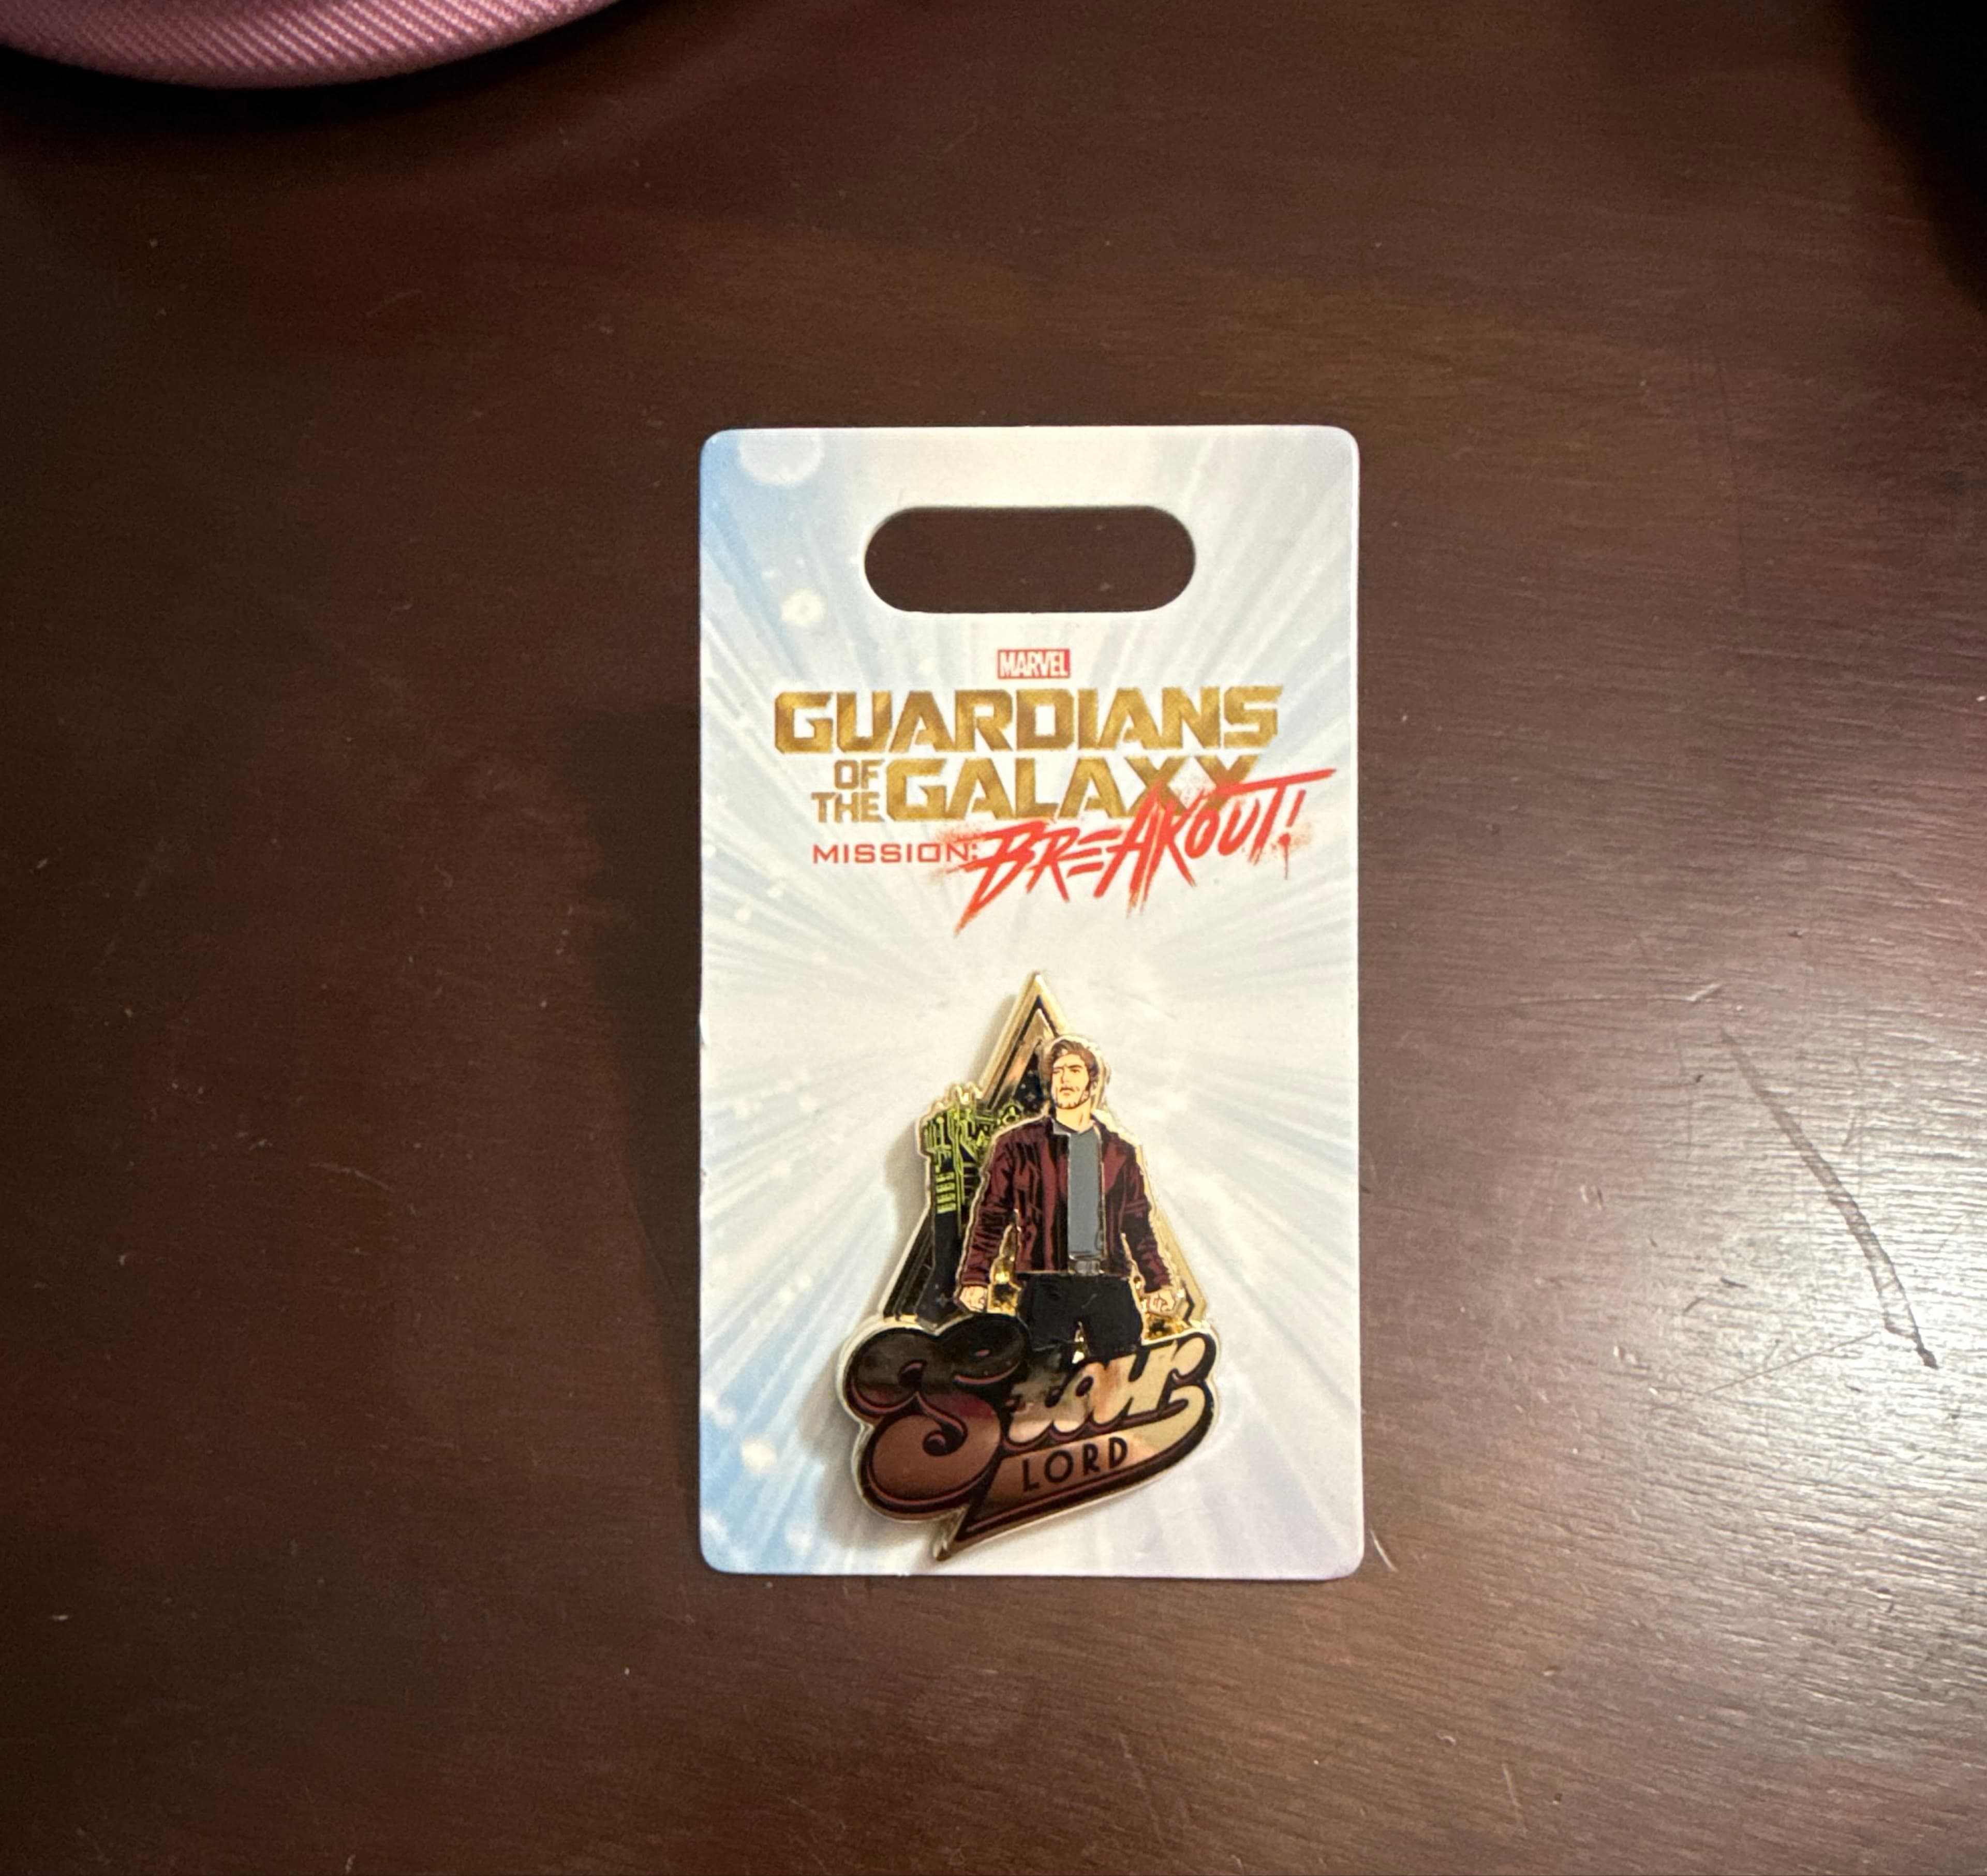 MARVEL
GUARDIANS
OF THE GALAXY
MISSION: BREAKOUT!
Star
LORD